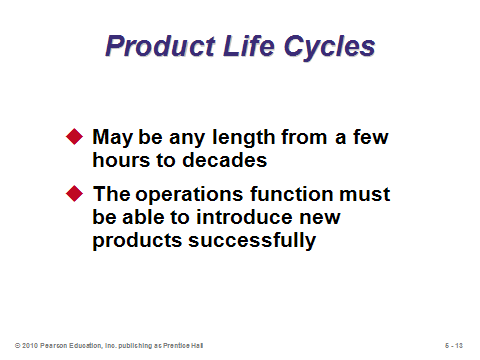 Product Life Cycles
May be any length from a few
hours to decades
The operations function must
be able to introduce new
products successfully
© 2010 Pearson Education, Inc. publishing as Prentice Hall
5 - 13